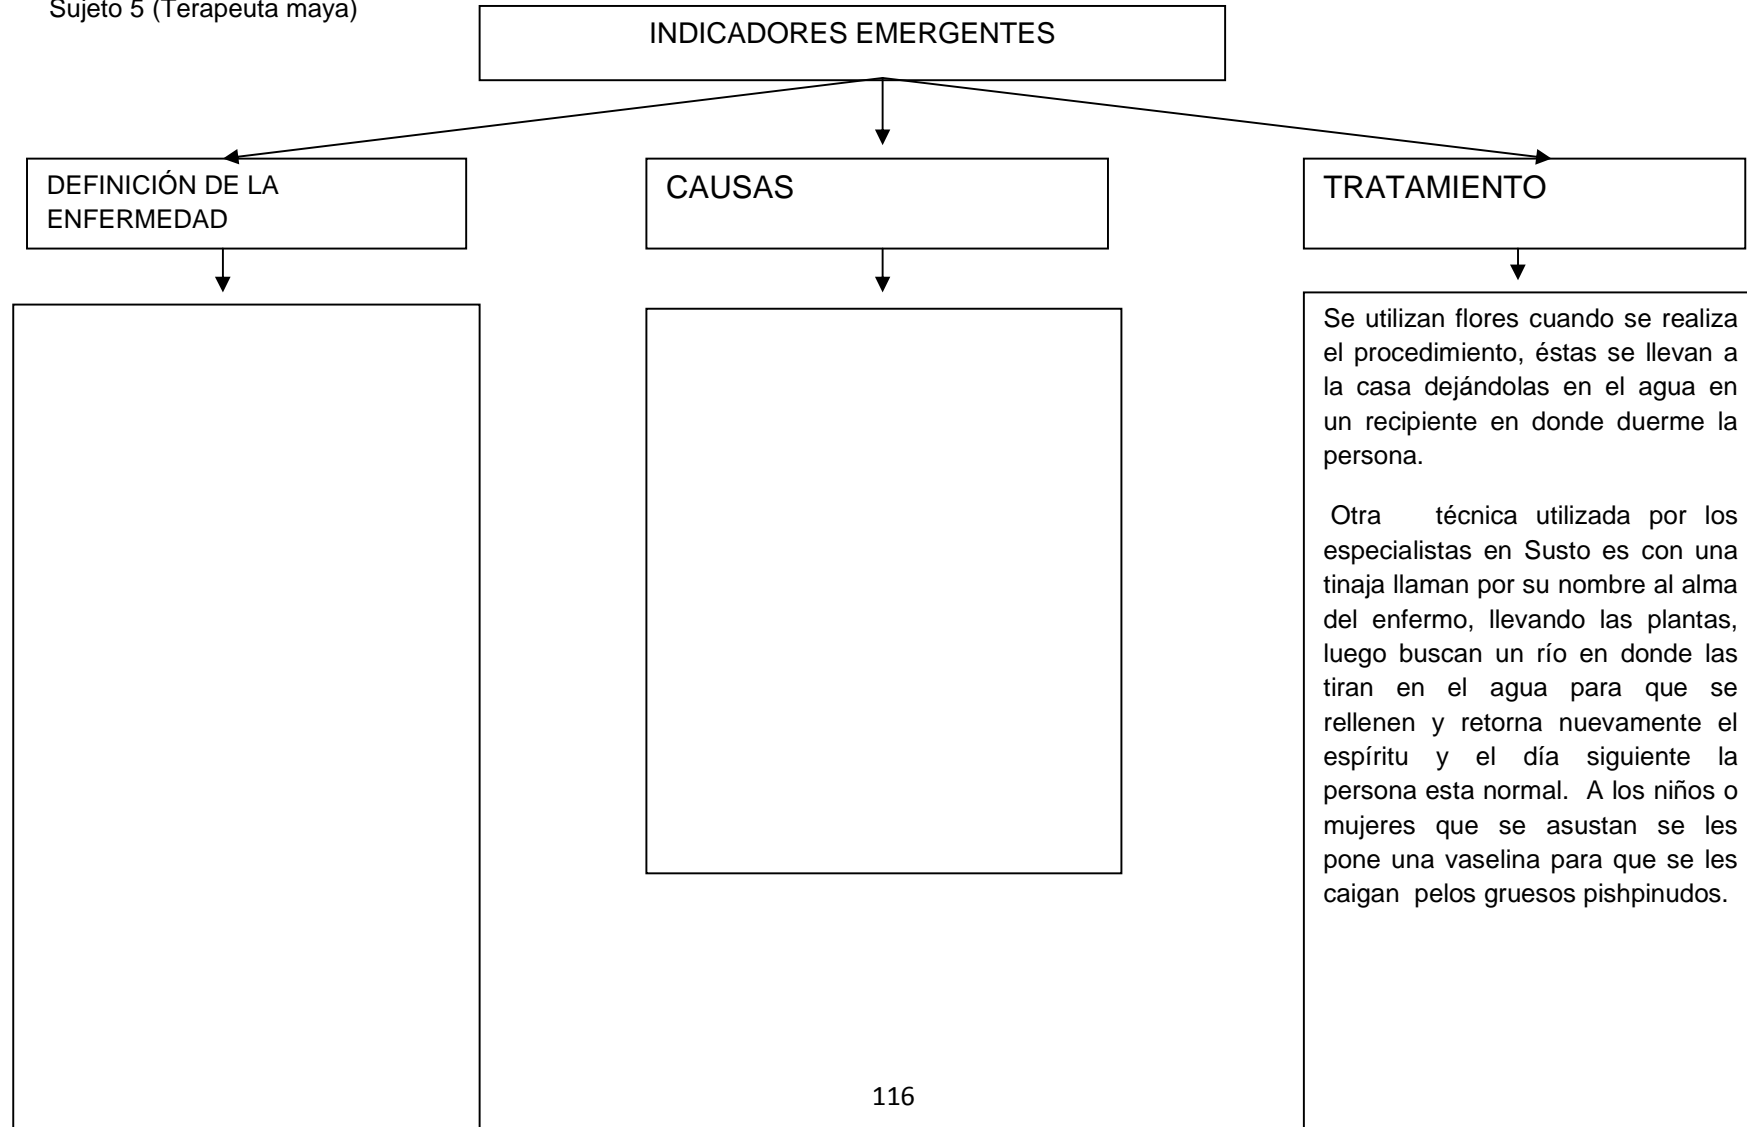 Sujeto 5 (Terapeuta maya)
INDICADORES EMERGENTES
DEFINICIÓN DE LA
ENFERMEDAD
CAUSAS
TRATAMIENTO
Se utilizan flores cuando se realiza
el procedimiento, éstas se llevan a
la casa dejándolas en el agua en
un recipiente en donde duerme la
persona.
Otra técnica utilizada por los
especialistas en Susto es con una
tinaja llaman por su nombre al alma
del enfermo, llevando las plantas,
luego buscan un río en donde las
tiran en el agua para que se
rellenen y retorna nuevamente el
espíritu y el día siguiente la
persona esta normal. A los niños o
mujeres que se asustan se les
pone una vaselina para que se les
caigan pelos gruesos pishpinudos.
116